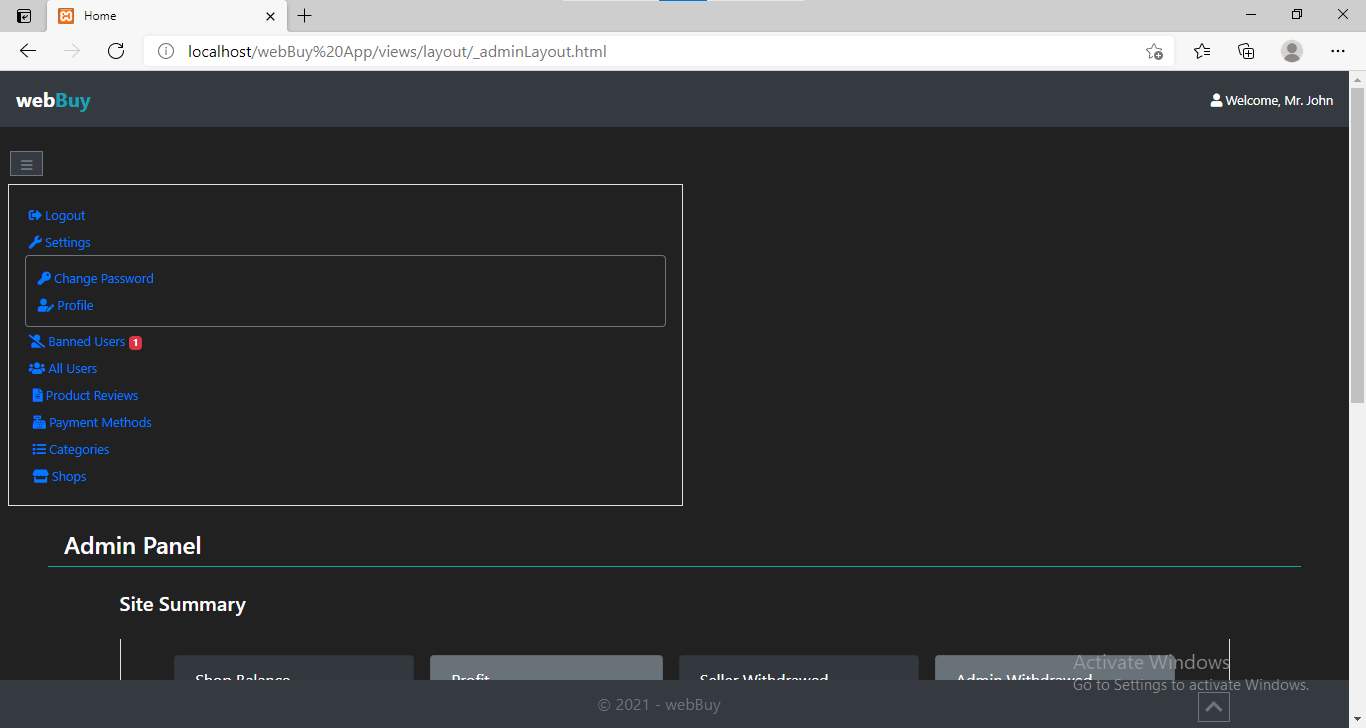 Home
localhost/webBuy%20App/views/layout/_adminLayout.html
webBuy
Welcome, Mr. John
Logout
Settings
Change Password
Profile
Banned Users 1
All Users
Product Reviews
Payment Methods
Categories
Shops
Admin Panel
Site Summary
Shop Balance
Profit
Seller Withdrawed
Admin Withdrawed
Activate Windows
Go to Settings to activate Windows.
© 2021 - webBuy